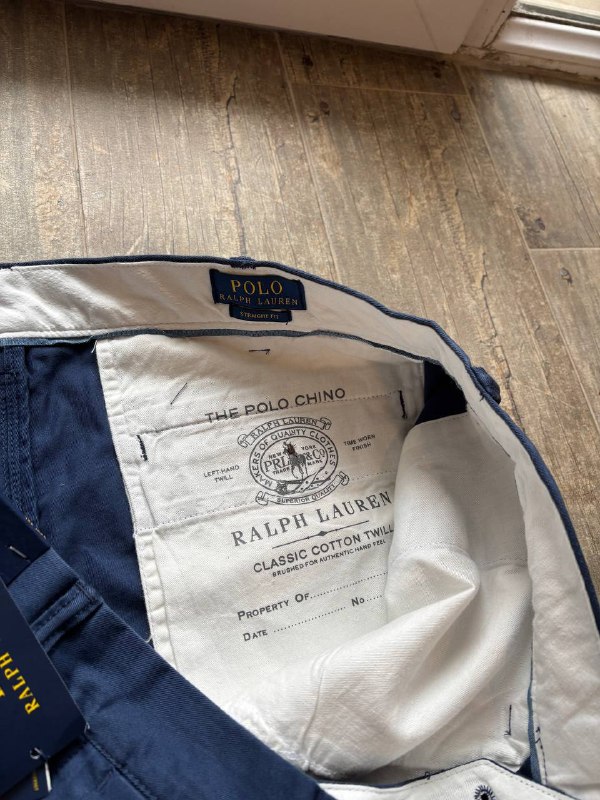 POLO
RALPH LAUREN
STRAIGHT FIT
THE POLO CHINO
RALPH LAUREN
MAKERS OF QUALITY CLOTHES
NEW YORK
PRL & Co
TRADE MARK
SUPERIOR QUALITY
LEFT-HAND
TWILL
TIME WORN
FINISH
RALPH LAUREN
CLASSIC COTTON TWILL
BRUSHED FOR AUTHENTIC HAND FEEL
PROPERTY OF
DATE No.
RALPH